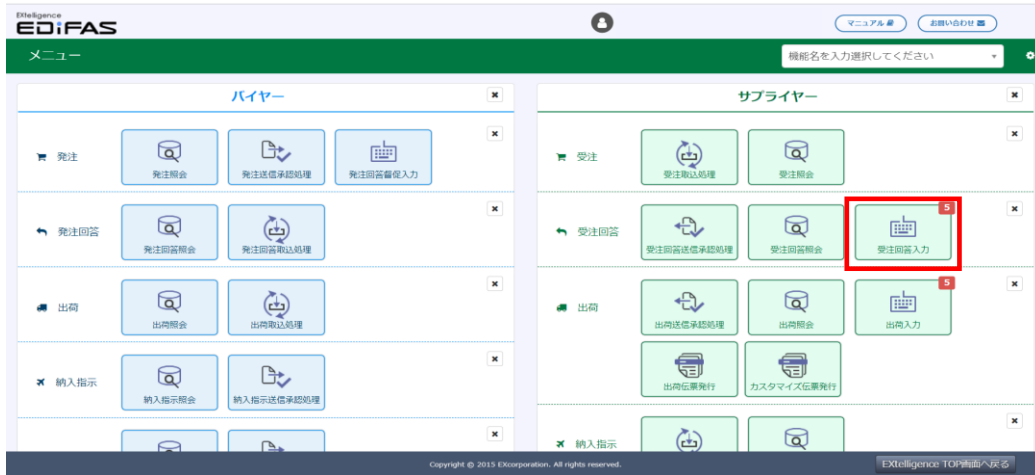 EXtelligence
EDiFAS
マニュアル
お問い合わせ
メニュー
機能名を入力選択してください
バイヤー
発注
発注照会
発注送信承認処理
発注回答督促入力
発注回答
発注回答照会
発注回答取込処理
出荷
出荷照会
出荷取込処理
納入指示
納入指示照会
納入指示送信承認処理
サプライヤー
受注
受注取込処理
受注照会
受注回答
受注回答送信承認処理
受注回答照会
5
受注回答入力
出荷
出荷送信承認処理
出荷照会
5
出荷入力
出荷伝票発行
カスタマイズ伝票発行
納入指示
Copyright © 2015 EXcorporation. All rights reserved.
EXtelligence TOP画面へ戻る